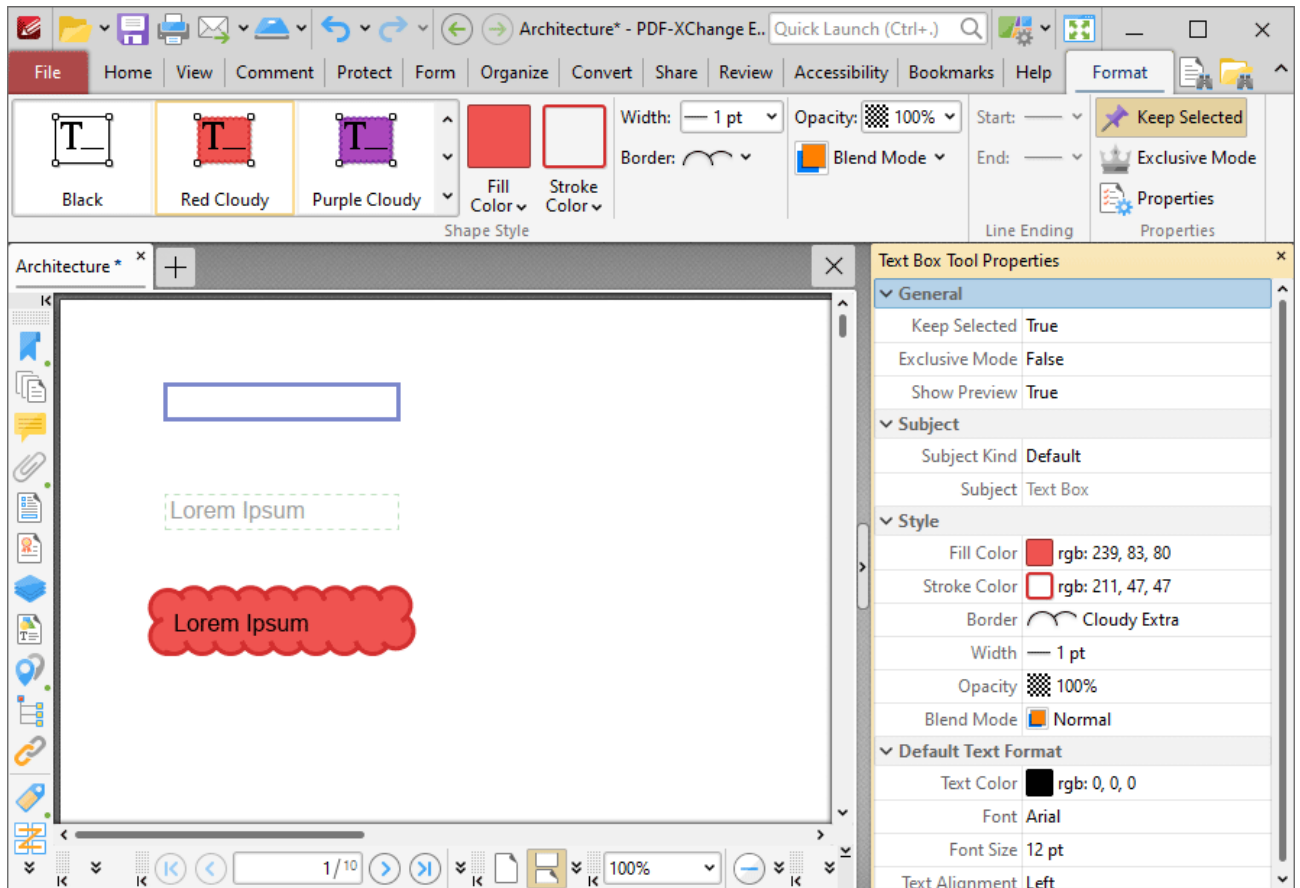 Architecture* - PDF-XChange E.. Quick Launch (Ctrl+.)
File Home View Comment Protect Form Organize Convert Share Review Accessibility Bookmarks Help Format
T_ T_ T_
Black Red Cloudy Purple Cloudy
Fill Color Stroke Color
Width: 1 pt
Border:
Opacity: 100%
Blend Mode
Start:
End:
Keep Selected
Exclusive Mode
Properties
Shape Style Line Ending Properties
Architecture *
Lorem Ipsum
Lorem Ipsum
1/10 100%
Text Box Tool Properties
General
Keep Selected True
Exclusive Mode False
Show Preview True
Subject
Subject Kind Default
Subject Text Box
Style
Fill Color rgb: 239, 83, 80
Stroke Color rgb: 211, 47, 47
Border Cloudy Extra
Width 1 pt
Opacity 100%
Blend Mode Normal
Default Text Format
Text Color rgb: 0, 0, 0
Font Arial
Font Size 12 pt
Text Alignment Left